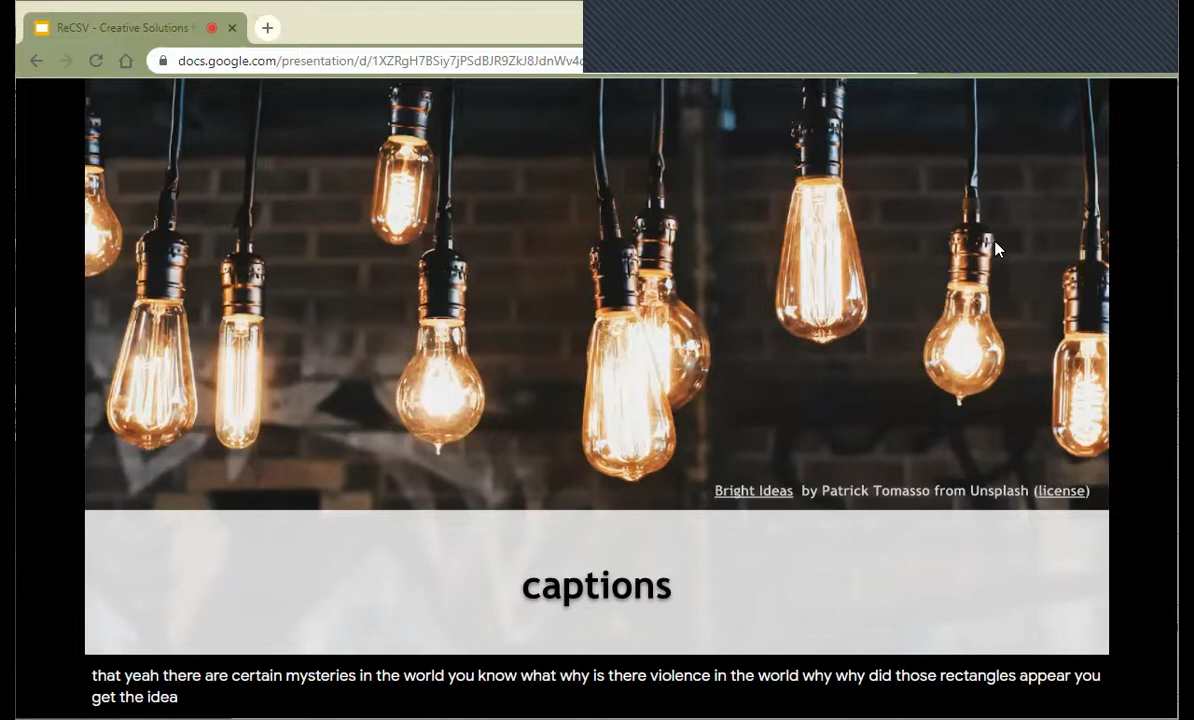 ReCSV - Creative Solutions f
docs.google.com/presentation/d/1XZRgH7BSiy7jPSdBJR9ZkJ8JdnWv4c
Bright Ideas by Patrick Tomasso from Unsplash (license)
captions
that yeah there are certain mysteries in the world you know what why is there violence in the world why why did those rectangles appear you
get the idea